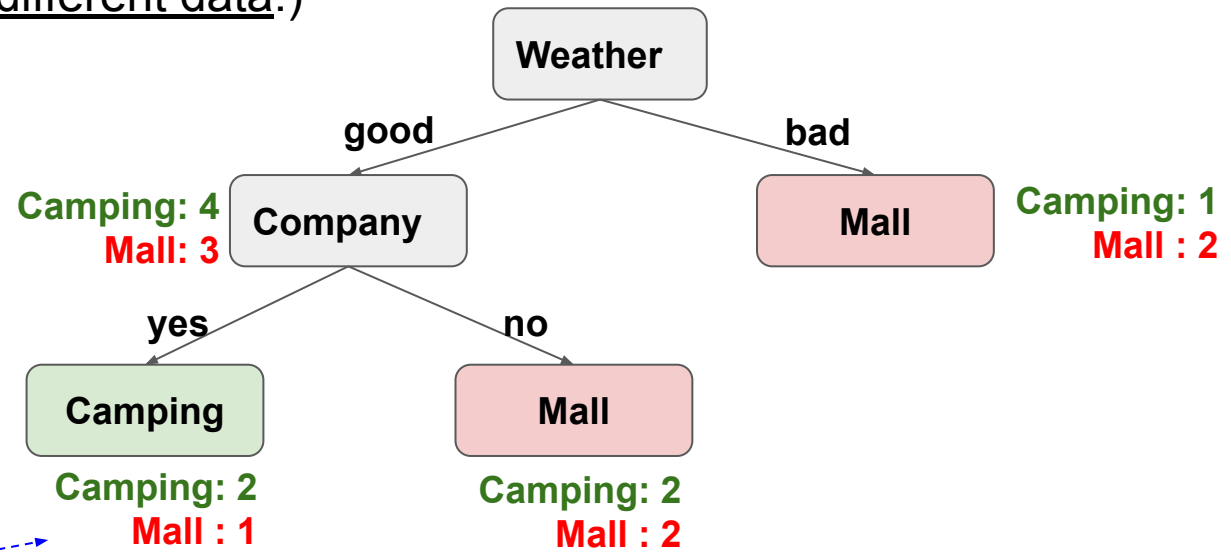 different data.)
Weather
good
bad
Camping: 4
Mall: 3
Company
Mall
Camping: 1
Mall : 2
yes
no
Camping
Mall
Camping: 2
Mall : 1
Camping: 2
Mall : 2